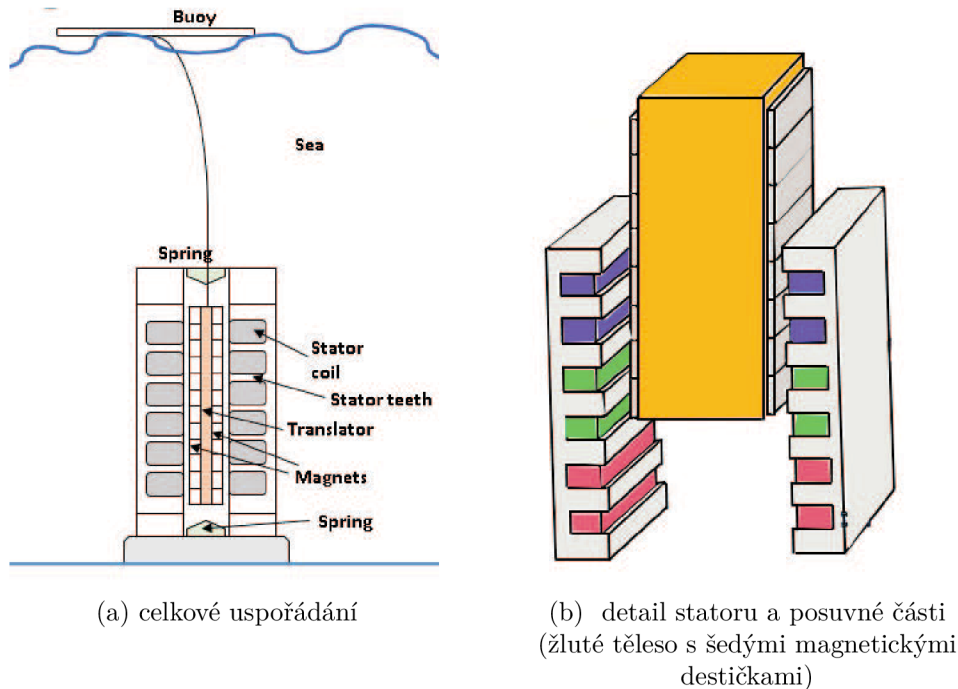 Buoy
Sea
Spring
Stator
coil
Stator teeth
Translator
Magnets
Spring
(a) celkové uspořádání
(b) detail statoru a posuvné části
(žluté těleso s šedými magnetickými
destičkami)